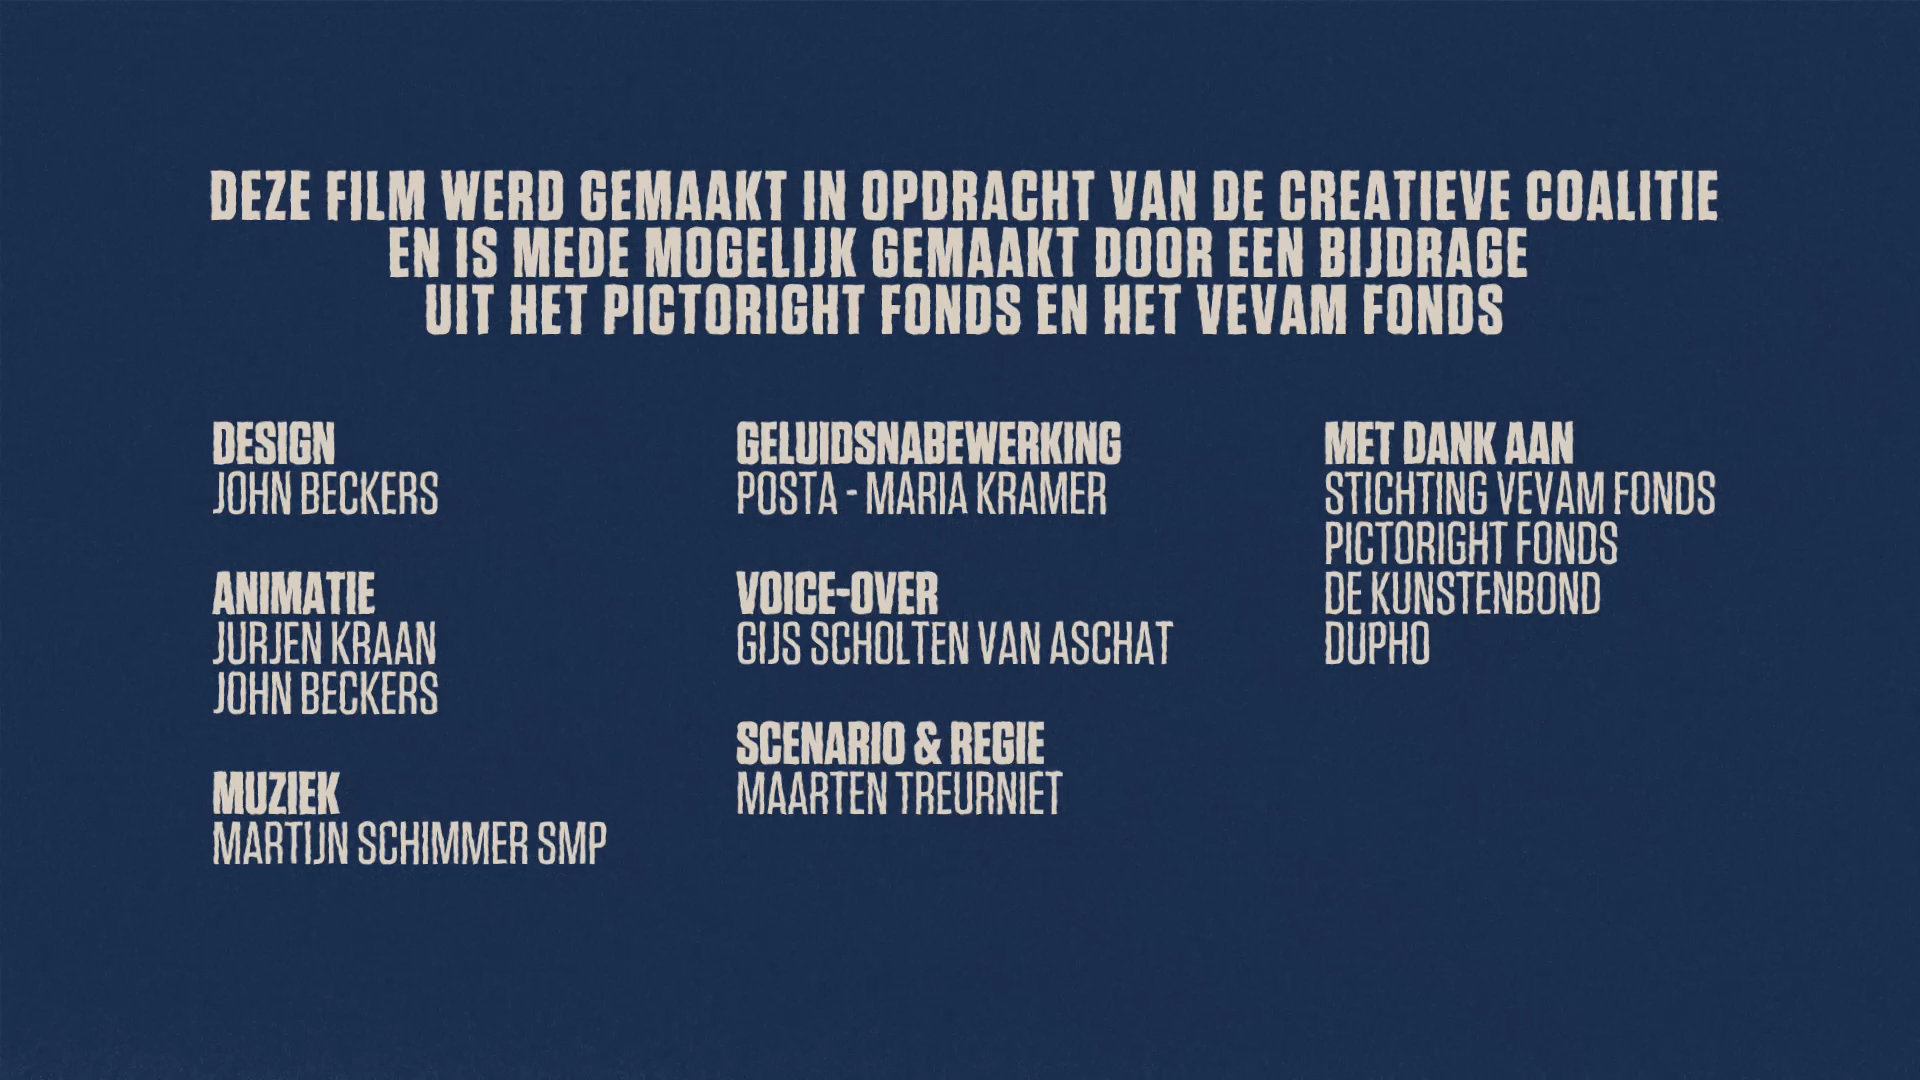 DEZE FILM WERD GEMAAKT IN OPDRACHT VAN DE CREATIEVE COALITIE
EN IS MEDE MOGELIJK GEMAAKT DOOR EEN BIJDRAGE
UIT HET PICTORIGHT FONDS EN HET VEVAM FONDS
DESIGN
JOHN BECKERS
ANIMATIE
JURJEN KRAAN
JOHN BECKERS
MUZIEK
MARTIJN SCHIMMER SMP
GELUIDSNABEWERKING
POSTA - MARIA KRAMER
VOICE-OVER
GIJS SCHOLTEN VAN ASCHAT
SCENARIO & REGIE
MAARTEN TREURNIET
MET DANK AAN
STICHTING VEVAM FONDS
PICTORIGHT FONDS
DE KUNSTENBOND
DUPHO